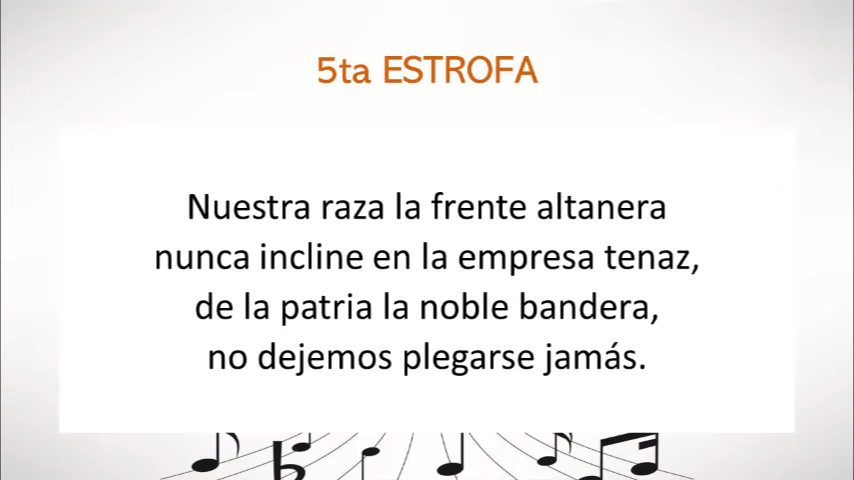 5ta ESTROFA
Nuestra raza la frente altanera
nunca incline en la empresa tenaz,
de la patria la noble bandera,
no dejemos plegarse jamás.